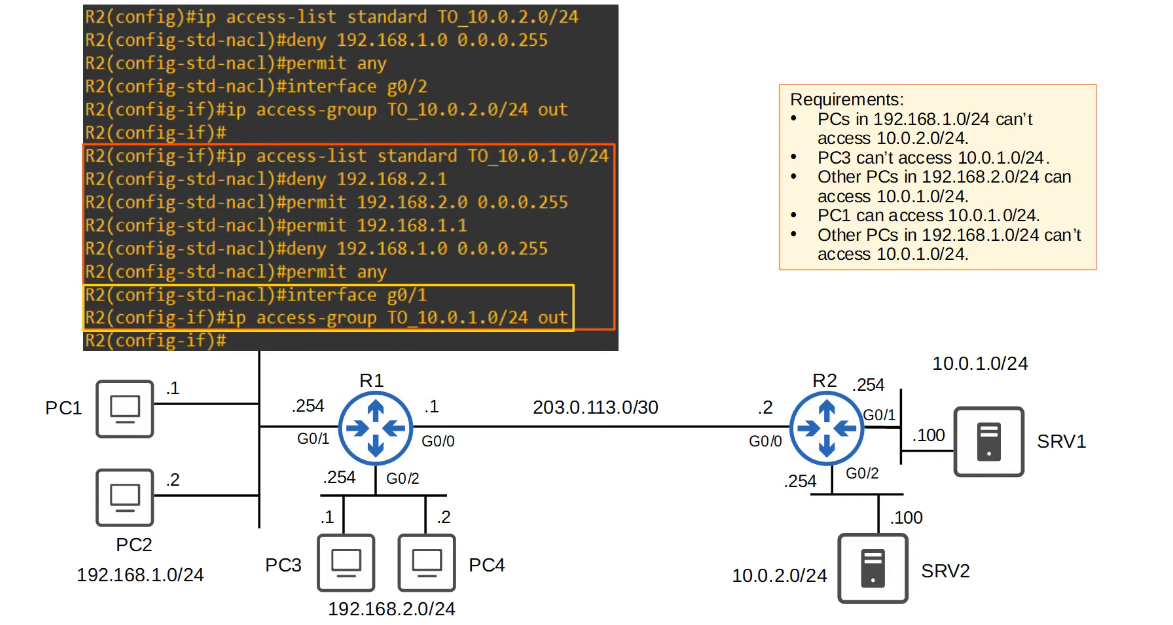 R2(config)#ip access-list standard TO_10.0.2.0/24
R2(config-std-nacl)#deny 192.168.1.0 0.0.0.255
R2(config-std-nacl)#permit any
R2(config-std-nacl)#interface g0/2
R2(config-if)#ip access-group TO_10.0.2.0/24 out
R2(config-if)#
R2(config-if)#ip access-list standard TO_10.0.1.0/24
R2(config-std-nacl)#deny 192.168.2.1
R2(config-std-nacl)#permit 192.168.2.0 0.0.0.255
R2(config-std-nacl)#permit 192.168.1.1
R2(config-std-nacl)#deny 192.168.1.0 0.0.0.255
R2(config-std-nacl)#permit any
R2(config-std-nacl)#interface g0/1
R2(config-if)#ip access-group TO_10.0.1.0/24 out
R2(config-if)#
Requirements:
• PCs in 192.168.1.0/24 can't
access 10.0.2.0/24.
• PC3 can't access 10.0.1.0/24.
• Other PCs in 192.168.2.0/24 can
access 10.0.1.0/24.
• PC1 can access 10.0.1.0/24.
• Other PCs in 192.168.1.0/24 can't
access 10.0.1.0/24.
PC1
.1
PC2
.2
192.168.1.0/24
R1
.254
G0/1
.1
G0/0
.254
G0/2
.1
.2
PC3
PC4
192.168.2.0/24
203.0.113.0/30
R2
.2
G0/0
.254
G0/1
10.0.1.0/24
.100
SRV1
.254
G0/2
.100
10.0.2.0/24
SRV2